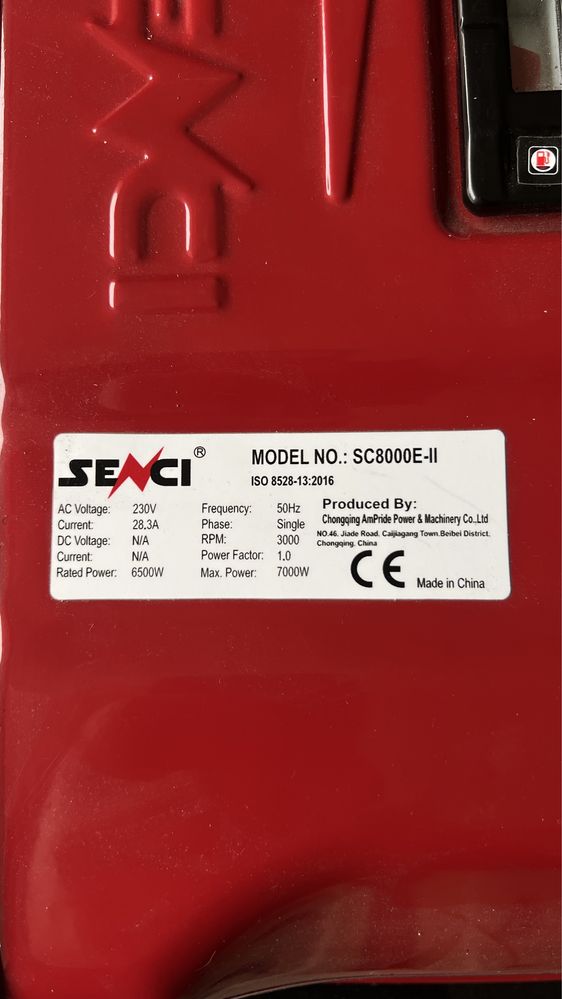 SENCI®
MODEL NO.: SC8000E-II
ISO 8528-13:2016
AC Voltage: 230V
Current: 28.3A
DC Voltage: N/A
Current: N/A
Rated Power: 6500W
Frequency: 50Hz
Phase: Single
RPM: 3000
Power Factor: 1.0
Max. Power: 7000W
Produced By:
Chongqing AmPride Power & Machinery Co.,Ltd
NO.46, Jiade Road, Caijiagang Town.Beibei District,
Chongqing, China
CE
Made in China